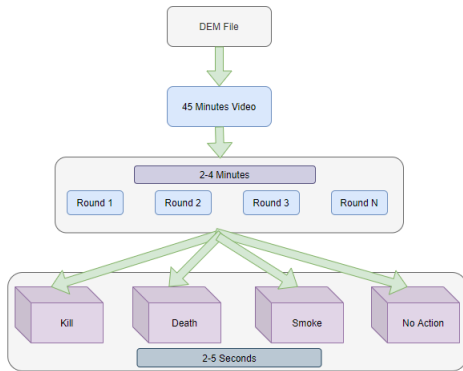 DEM File
45 Minutes Video
2-4 Minutes
Round 1
Round 2
Round 3
Round N
Kill
Death
Smoke
No Action
2-5 Seconds